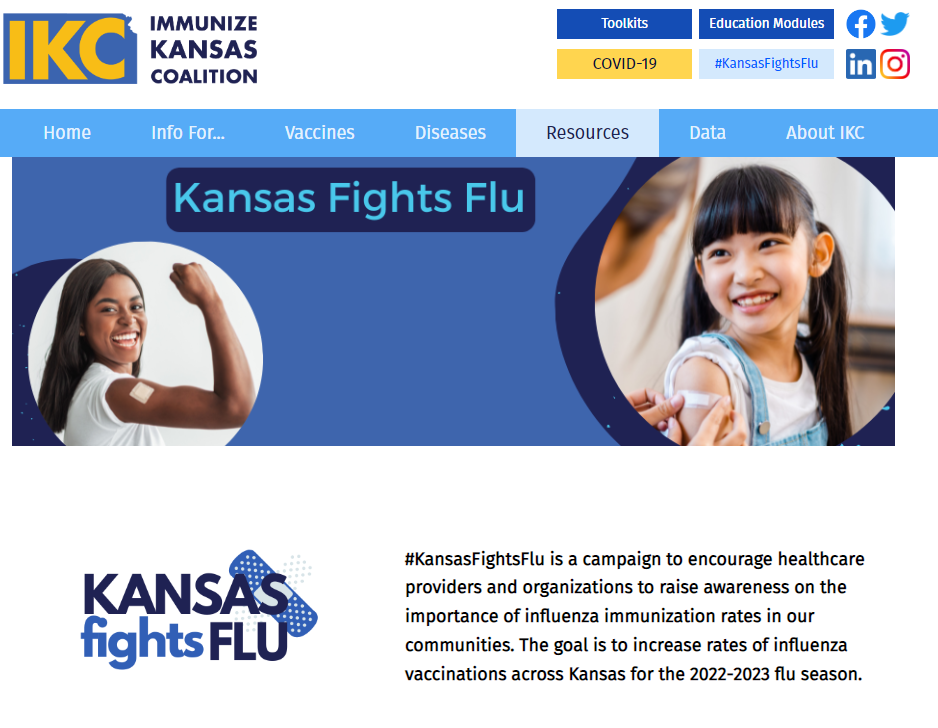 IKC
IMMUNIZE
KANSAS
COALITION
Toolkits
Education Modules
COVID-19
#KansasFightsFlu
Home
Info For...
Vaccines
Diseases
Resources
Data
About IKC
Kansas Fights Flu
KANSAS
fights FLU
#KansasFightsFlu is a campaign to encourage healthcare
providers and organizations to raise awareness on the
importance of influenza immunization rates in our
communities. The goal is to increase rates of influenza
vaccinations across Kansas for the 2022-2023 flu season.